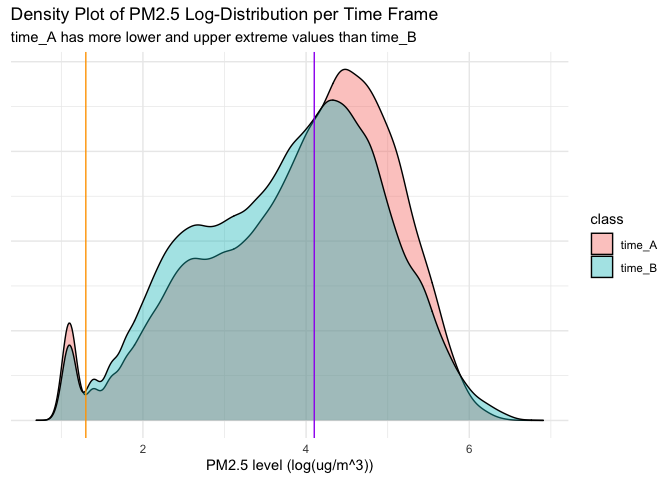 Density Plot of PM2.5 Log-Distribution per Time Frame
time_A has more lower and upper extreme values than time_B
class
time_A
time_B
2 4 6
PM2.5 level (log(ug/m^3))